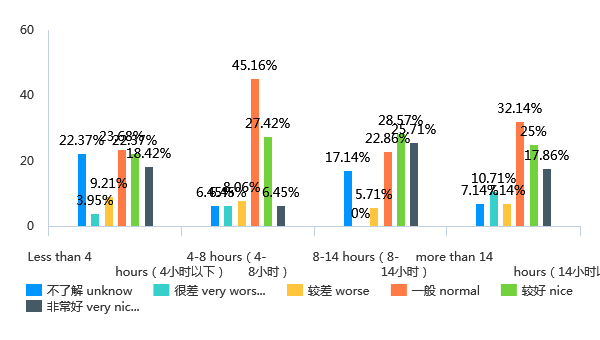 60
45.16%
40
32.14%
28.57%
27.42%
25.71%
25%
22.37%
23.68%
22.37%
22.86%
20
18.42%
17.14%
17.86%
9.21%
3.95%
6.45%
6.45%
8.06%
6.45%
5.71%
0%
7.14%
10.71%
7.14%
0
Less than 4
hours ( 4小时以下 )
4-8 hours ( 4-
8小时 )
8-14 hours ( 8-
14小时 )
more than 14
hours ( 14小时以
不了解 unknow
很差 very wors...
较差 worse
一般 normal
较好 nice
非常好 very nic...